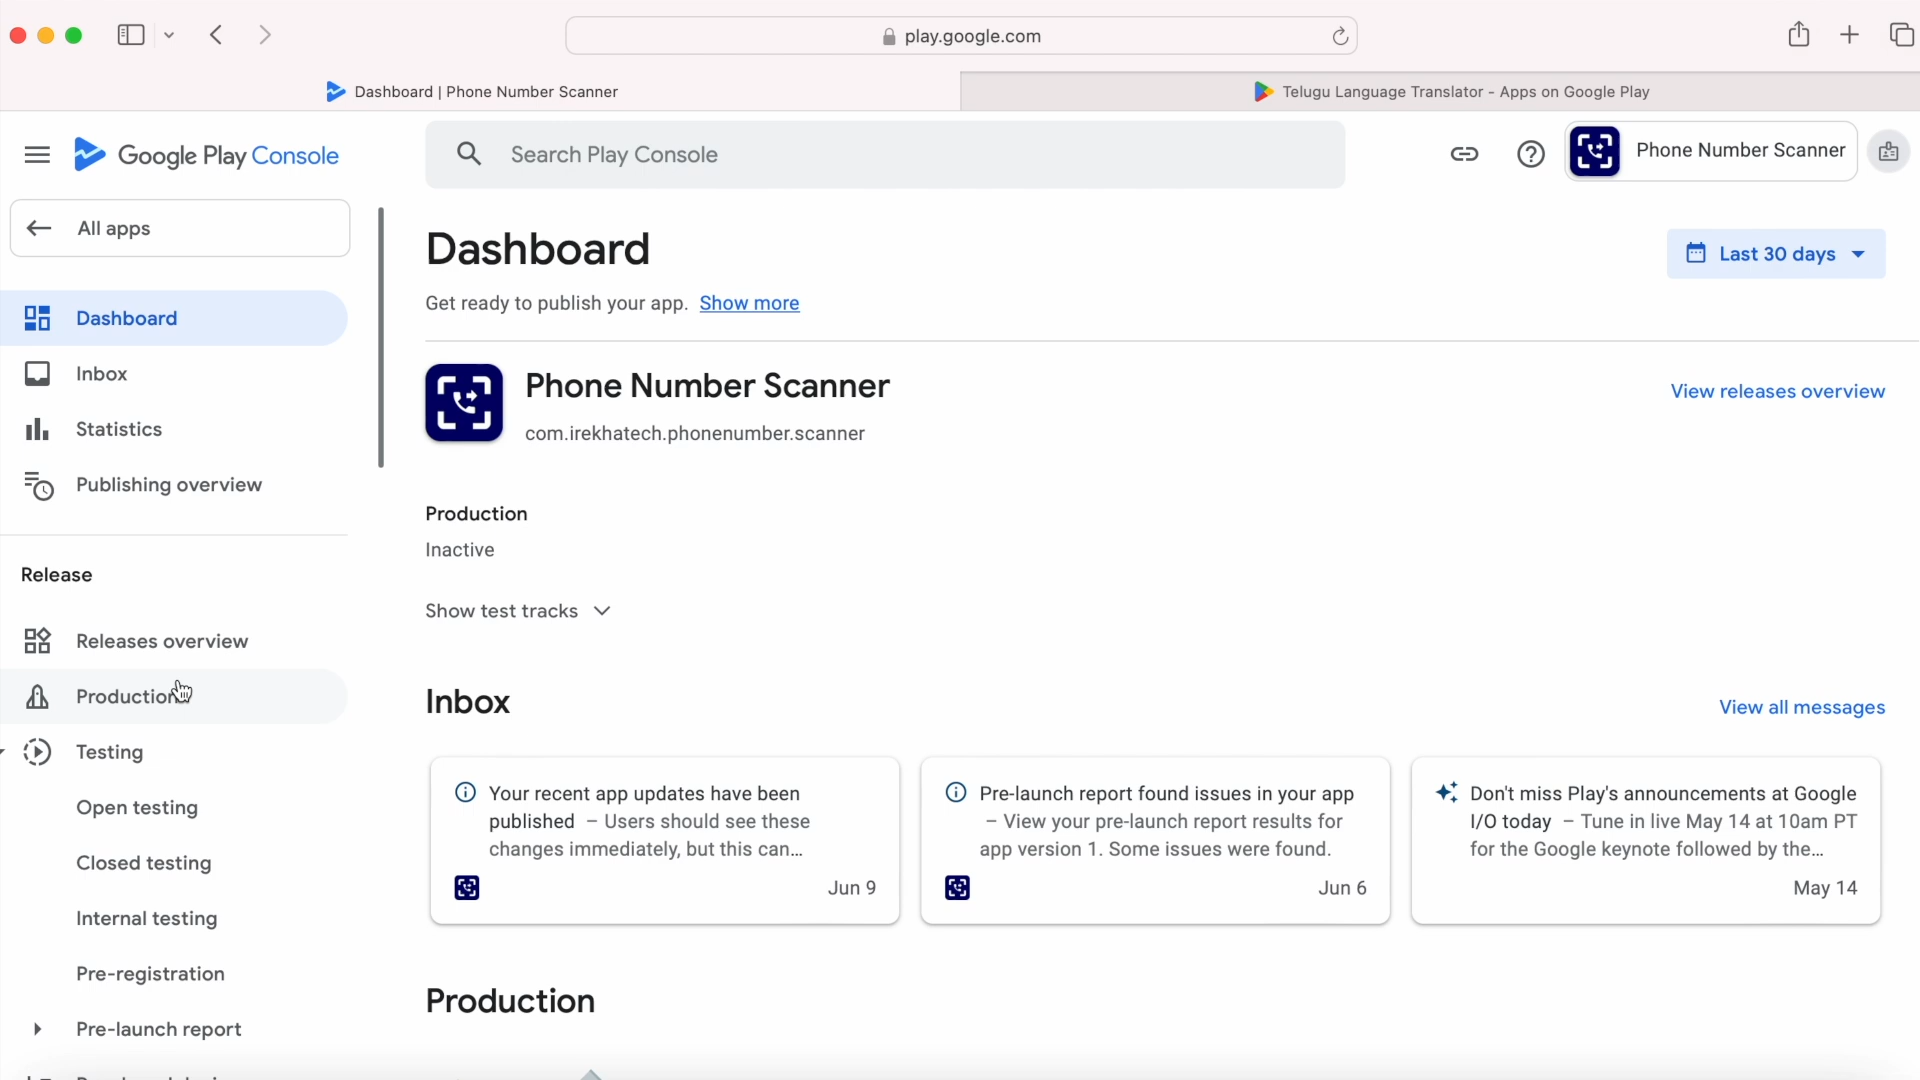 play.google.com
Dashboard | Phone Number Scanner
Telugu Language Translator - Apps on Google Play
Google Play Console
Search Play Console
Phone Number Scanner
All apps
Dashboard
Inbox
Statistics
Publishing overview
Release
Releases overview
Production
Testing
Open testing
Closed testing
Internal testing
Pre-registration
Pre-launch report
Dashboard
Last 30 days
Get ready to publish your app. Show more
Phone Number Scanner
View releases overview
com.irekhatech.phonenumber.scanner
Production
Inactive
Show test tracks
Inbox
View all messages
Your recent app updates have been
published – Users should see these
changes immediately, but this can...
Jun 9
Pre-launch report found issues in your app
– View your pre-launch report results for
app version 1. Some issues were found.
Jun 6
Don't miss Play's announcements at Google
I/O today – Tune in live May 14 at 10am PT
for the Google keynote followed by the...
May 14
Production